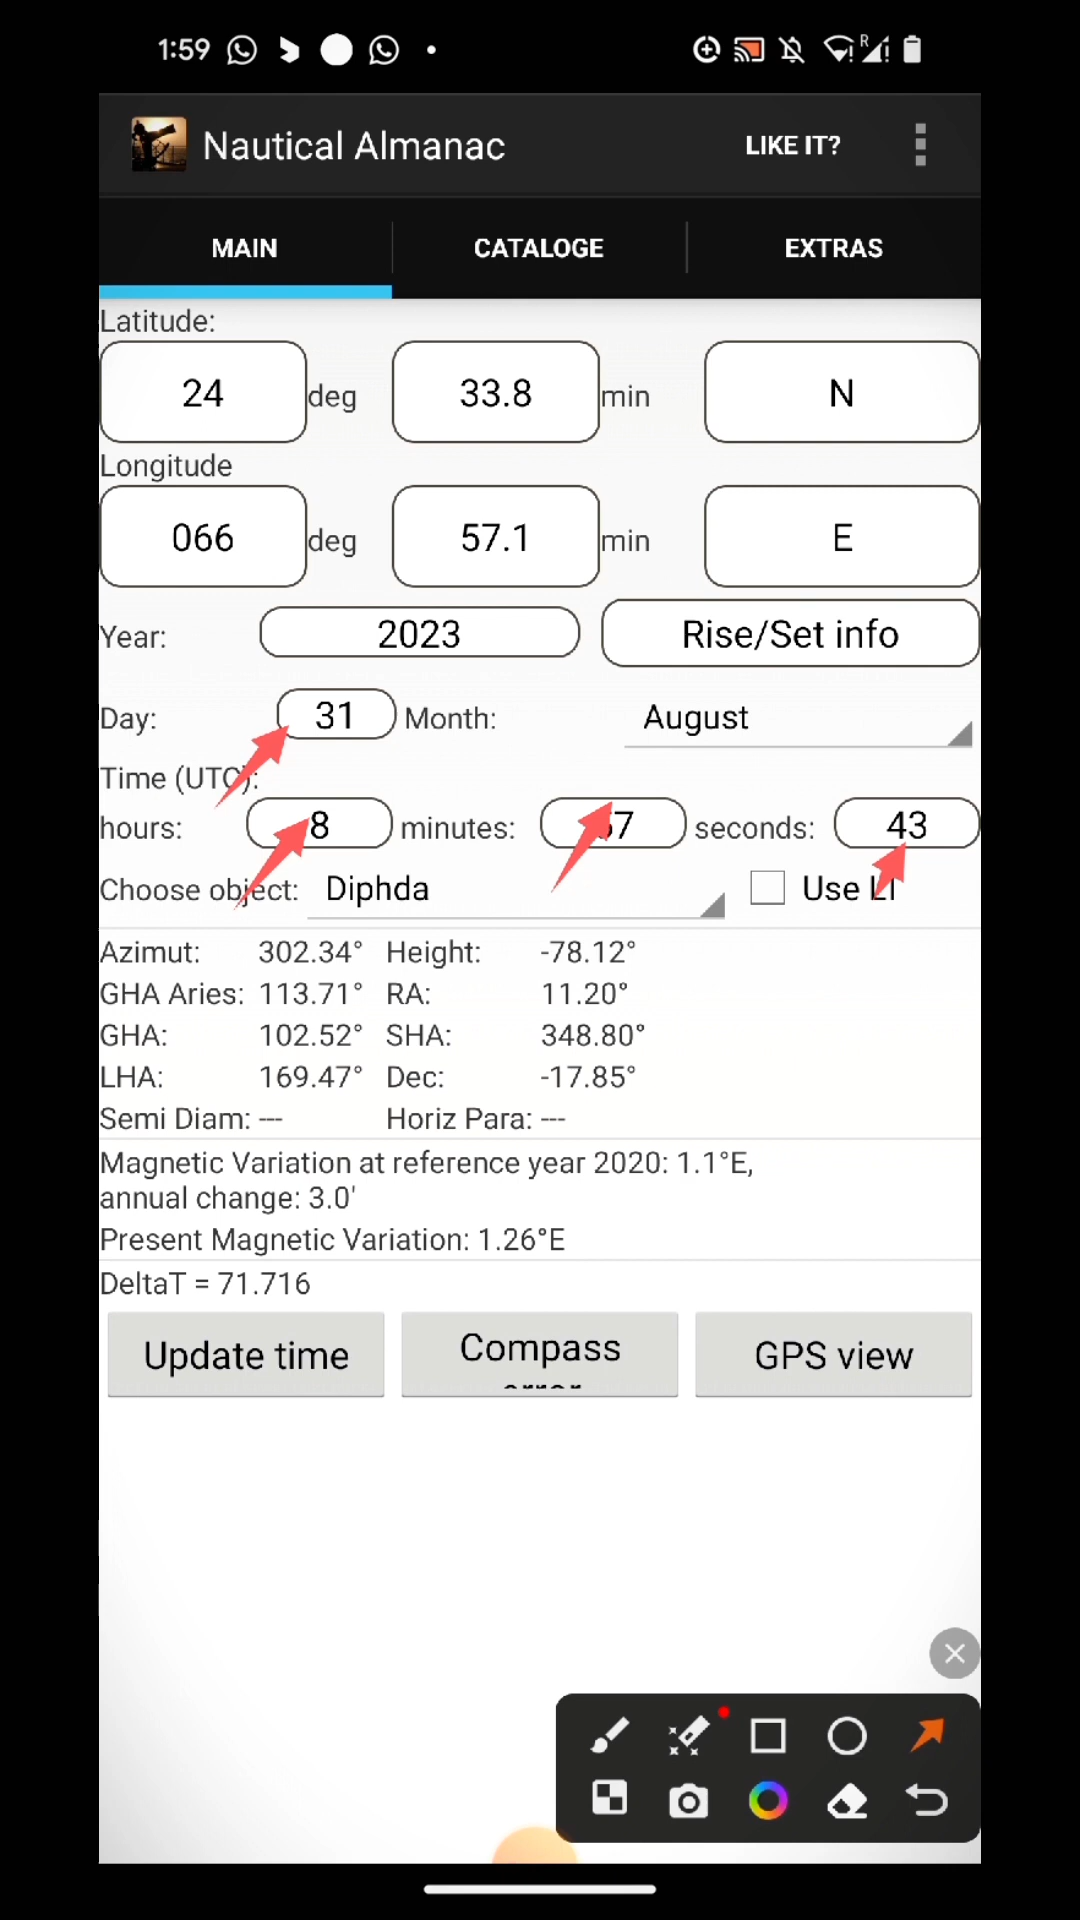 1:59
Nautical Almanac LIKE IT?
MAIN CATALOGE EXTRAS
Latitude:
24 deg 33.8 min N
Longitude
066 deg 57.1 min E
Year: 2023 Rise/Set info
Day: 31 Month: August
Time (UTC):
hours: 8 minutes: seconds: 43
Choose object: Diphda Use
Azimut: 302.34° Height: -78.12°
GHA Aries: 113.71° RA: 11.20°
GHA: 102.52° SHA: 348.80°
LHA: 169.47° Dec: -17.85°
Semi Diam: --- Horiz Para: ---
Magnetic Variation at reference year 2020: 1.1°E,
annual change: 3.0'
Present Magnetic Variation: 1.26°E
DeltaT = 71.716
Update time Compass GPS view